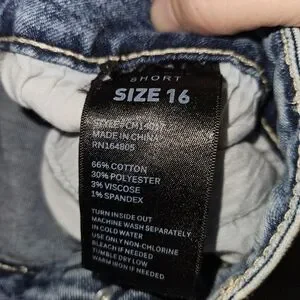 SHORT
SIZE 16
MADE IN CHINA
RN164805
66% COTTON
30% POLYESTER
3% VISCOSE
1% SPANDEX
TURN INSIDE OUT
MACHINE WASH SEPARATELY
IN COLD WATER
USE ONLY NON-CHLORINE
BLEACH IF NEEDED
TUMBLE DRY LOW
WARM IRON IF NEEDED